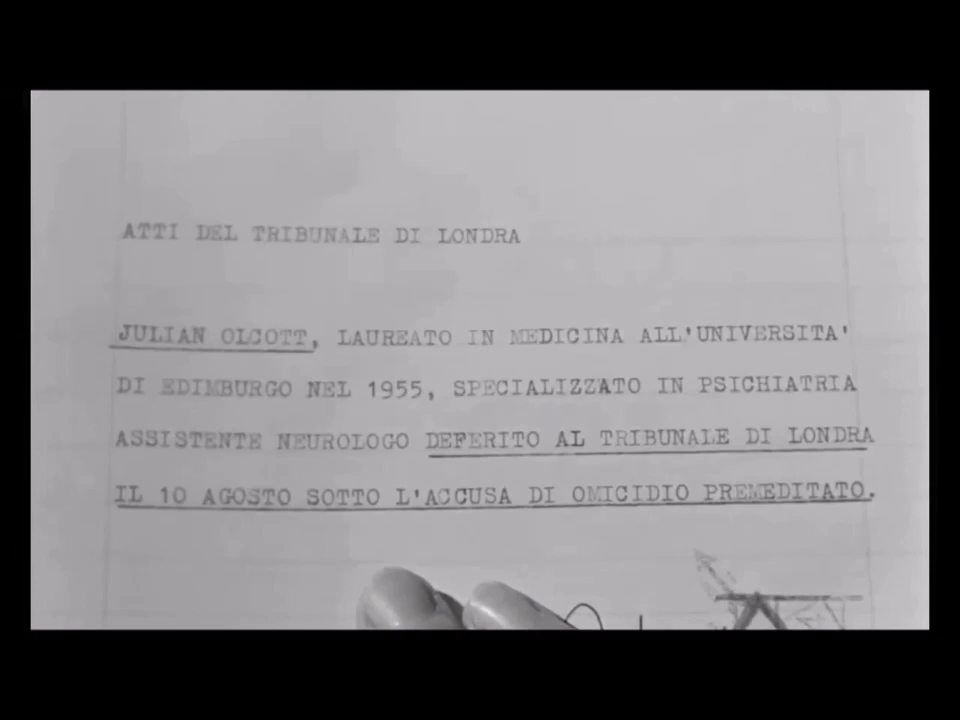 ATTI DEL TRIBUNALE DI LONDRA
JULIAN OLCOTT, LAUREATO IN MEDICINA ALL'UNIVERSITA'
DI EDIMBURGO NEL 1955, SPECIALIZZATO IN PSICHIATRIA
ASSISTENTE NEUROLOGO DEFERITO AL TRIBUNALE DI LONDRA
IL 10 AGOSTO SOTTO L'ACCUSA DI OMICIDIO PREMEDITATO.